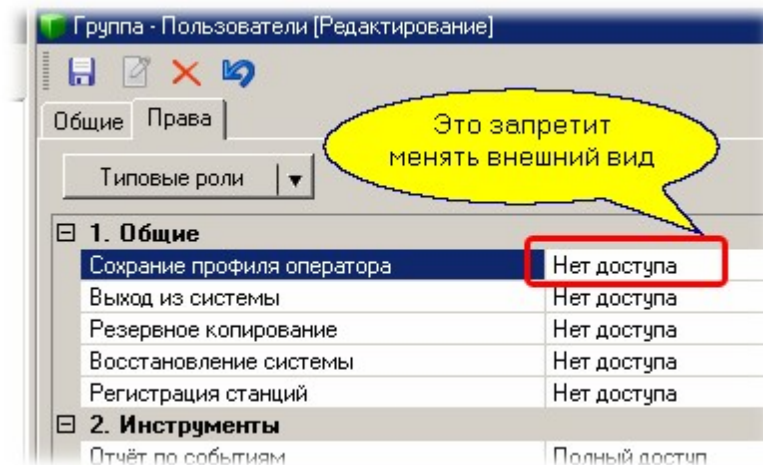 Группа - Пользователи [Редактирование]
Общие Права
Это запретит
менять внешний вид
Типовые роли
1. Общие
Сохрание профиля оператора Нет доступа
Выход из системы Нет доступа
Резервное копирование Нет доступа
Восстановление системы Нет доступа
Регистрация станций Нет доступа
2. Инструменты
Отчёт по событиям Полный доступ